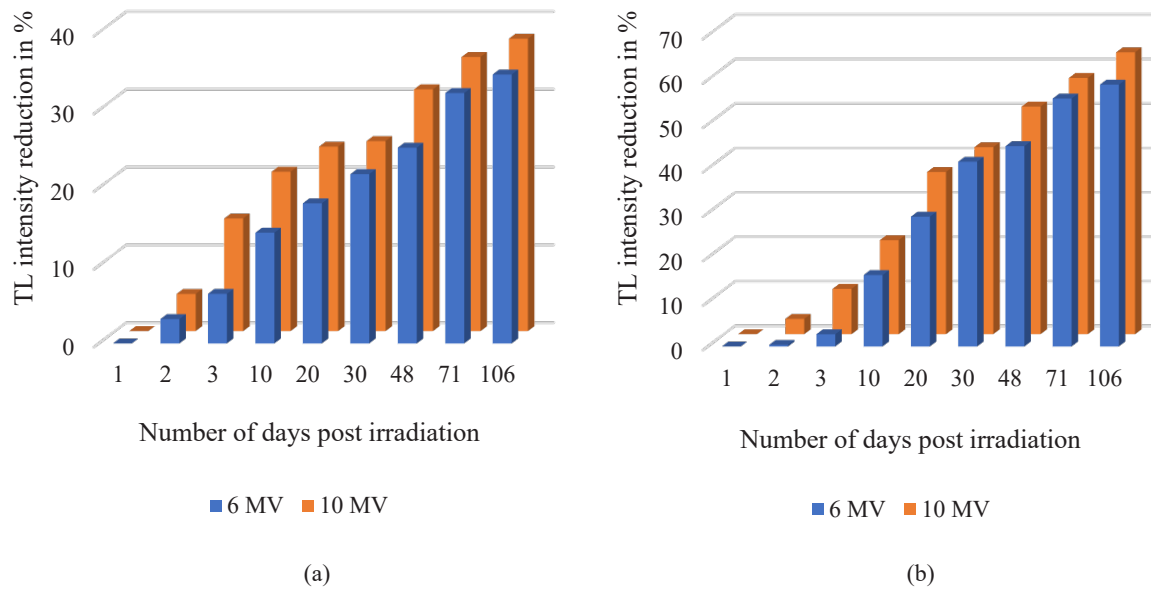 TL intensity reduction in %
40
30
20
10
0
1 2 3 10 20 30 48 71 106
Number of days post irradiation
6 MV 10 MV
(a)
TL intensity reduction in %
70
60
50
40
30
20
10
0
1 2 3 10 20 30 48 71 106
Number of days post irradiation
6 MV 10 MV
(b)